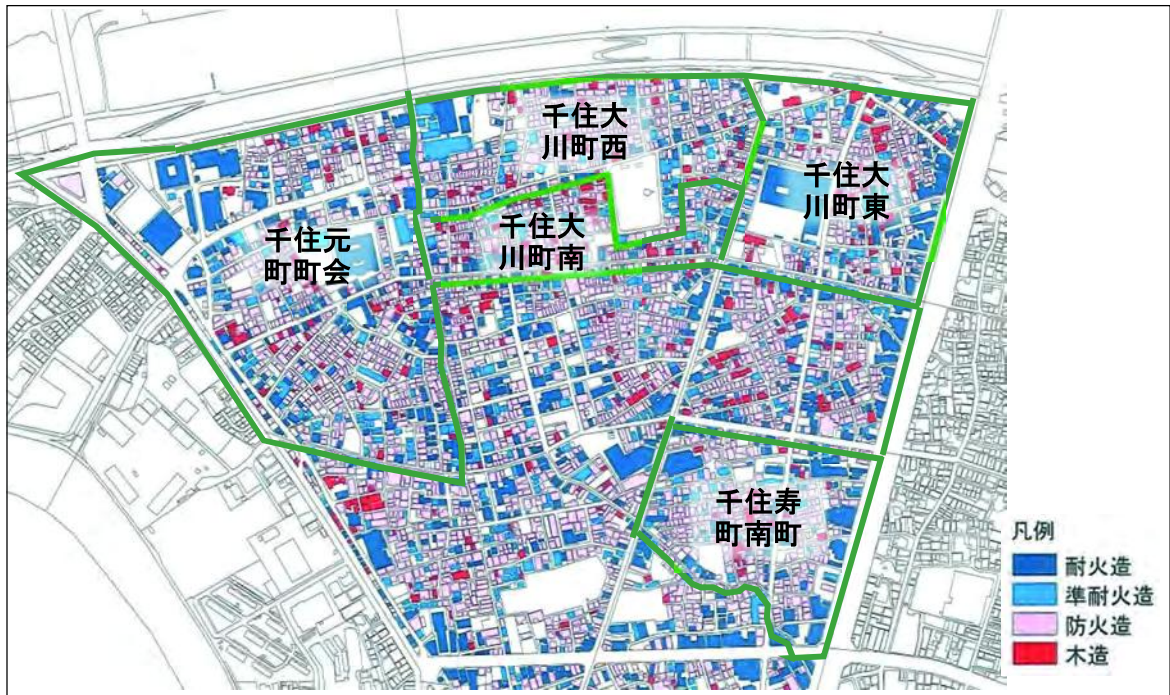 千住大
川町西
千住大
川町東
千住元
町町会
千住大
川町南
千住寿
町南町
凡例
耐火造
準耐火造
防火造
木造